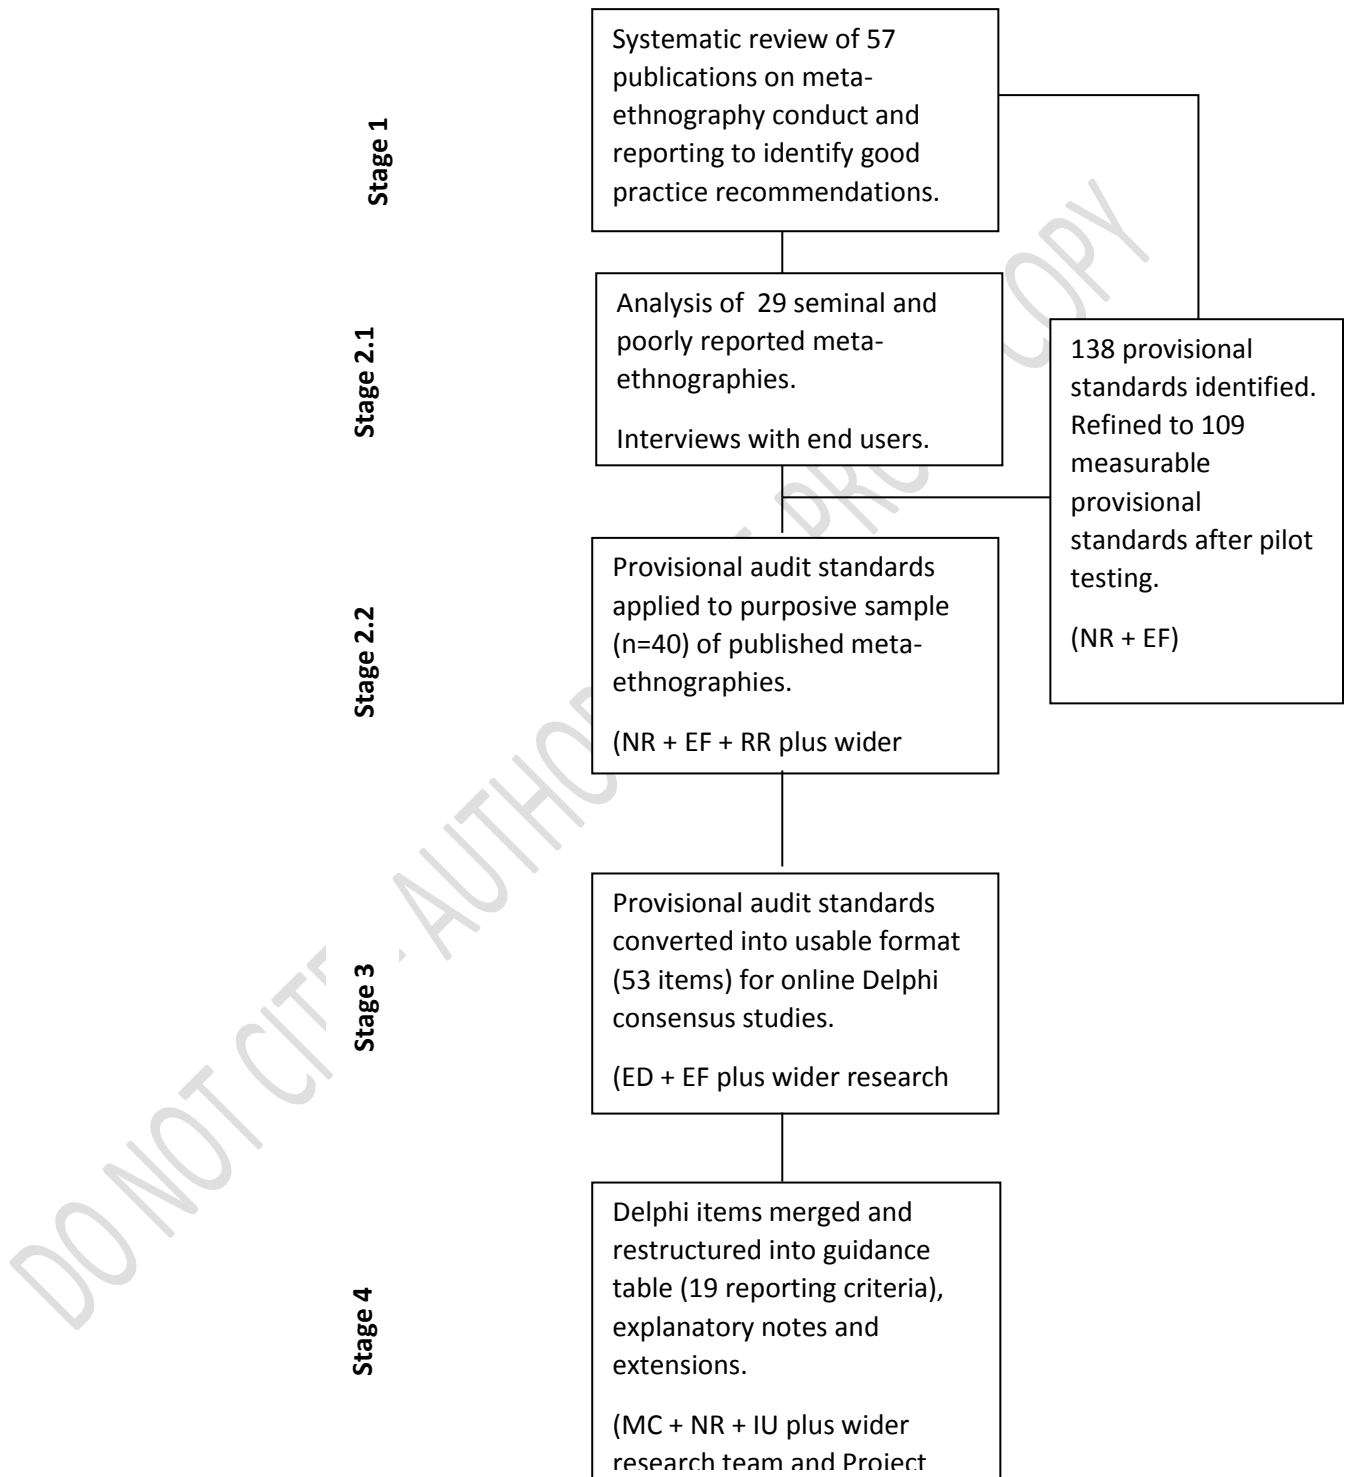 Stage 1
Systematic review of 57
publications on meta-
ethnography conduct and
reporting to identify good
practice recommendations.
Stage 2.1
Analysis of  29 seminal and
poorly reported meta-
ethnographies.
Interviews with end users.
138 provisional
standards identified.
Refined to 109
measurable
provisional
standards after pilot
testing.
(NR + EF)
Stage 2.2
Provisional audit standards
applied to purposive sample
(n=40) of published meta-
ethnographies.
(NR + EF + RR plus wider
Stage 3
Provisional audit standards
converted into usable format
(53 items) for online Delphi
consensus studies.
(ED + EF plus wider research
Stage 4
Delphi items merged and
restructured into guidance
table (19 reporting criteria),
explanatory notes and
extensions.
(MC + NR + IU plus wider
research team and Project
DO NOT CITE AUTHOR COPY